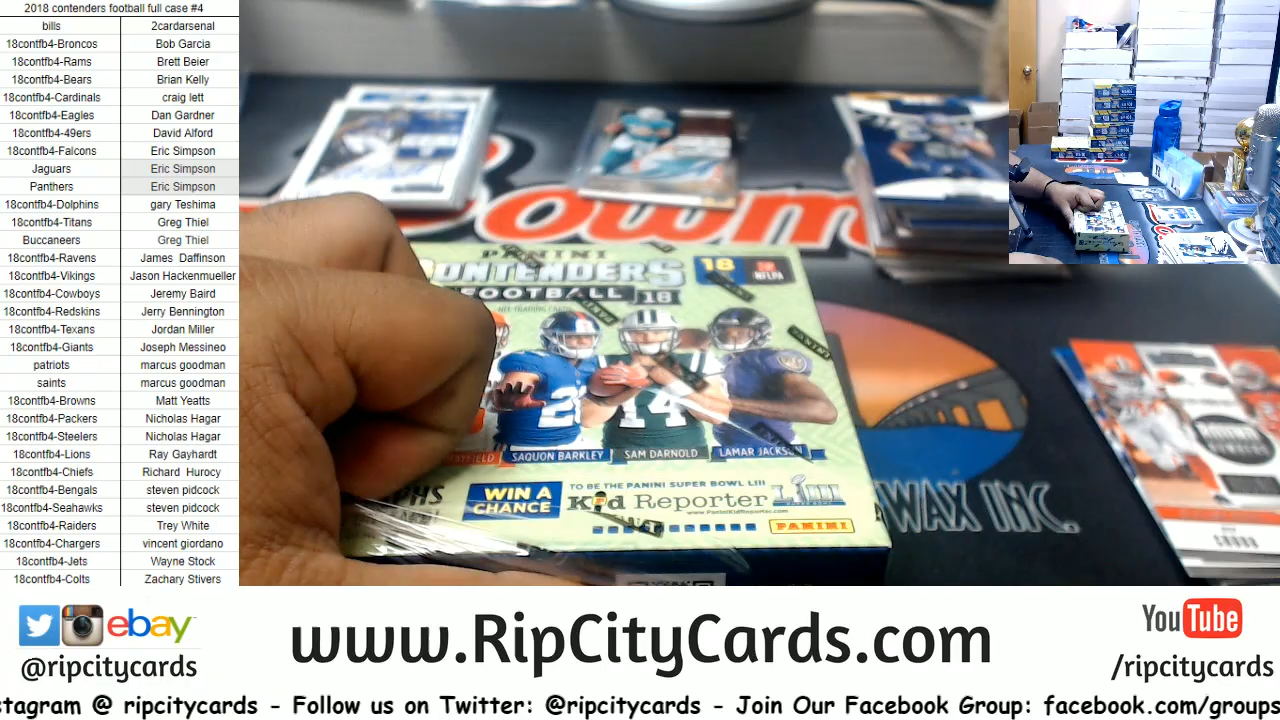 2018 contenders football full case #4
bills 2cardarsenal
18contfb4-Broncos Bob Garcia
18contfb4-Rams Brett Beier
18contfb4-Bears Brian Kelly
18contfb4-Cardinals craig lett
18contfb4-Eagles Dan Gardner
18contfb4-49ers David Alford
18contfb4-Falcons Eric Simpson
Jaguars Eric Simpson
Panthers Eric Simpson
18contfb4-Dolphins gary Teshima
18contfb4-Titans Greg Thiel
Buccaneers Greg Thiel
18contfb4-Ravens James Daffinson
18contfb4-Vikings Jason Hackenmueller
18contfb4-Cowboys Jeremy Baird
18contfb4-Redskins Jerry Bennington
18contfb4-Texans Jordan Miller
18contfb4-Giants Joseph Messineo
patriots marcus goodman
saints marcus goodman
18contfb4-Browns Matt Yeatts
18contfb4-Packers Nicholas Hagar
18contfb4-Steelers Nicholas Hagar
18contfb4-Lions Ray Gayhardt
18contfb4-Chiefs Richard Hurocy
18contfb4-Bengals steven pidcock
18contfb4-Seahawks steven pidcock
18contfb4-Raiders Trey White
18contfb4-Chargers vincent giordano
18contfb4-Jets Wayne Stock
18contfb4-Colts Zachary Stivers
PANINI
CONTENDERS
FOOTBALL 18
18 NFLPA
SAQUON BARKLEY SAM DARNOLD LAMAR JACKSON
WIN A CHANCE
TO BE THE PANINI SUPER BOWL LIII
Kid Reporter
www.PaniniKidReporter.com
LIII
PANINI
WAX INC.
ebay
@ripcitycards
www.RipCityCards.com
YouTube
/ripcitycards
stagram @ ripcitycards - Follow us on Twitter: @ripcitycards - Join Our Facebook Group: facebook.com/groups